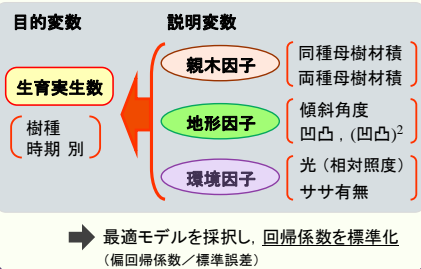 目的変数
説明変数
生育実生数
樹種
時期 別
親木因子
同種母樹材積
両種母樹材積
地形因子
傾斜角度
凹凸 , (凹凸)²
環境因子
光（相対照度）
ササ有無
最適モデルを採択し, 回帰係数を標準化
（偏回帰係数／標準誤差）